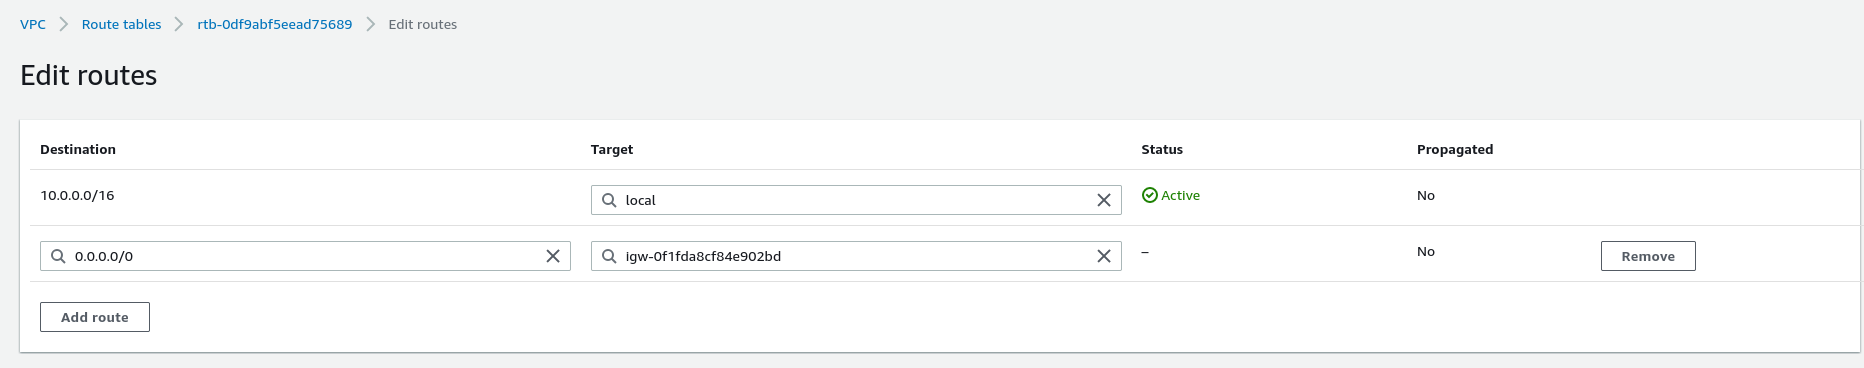 VPC > Route tables > rtb-0df9abf5eead75689 > Edit routes
Edit routes
Destination Target Status Propagated
10.0.0.0/16 local Active No
0.0.0.0/0 igw-0f1fda8cf84e902bd – No Remove
Add route